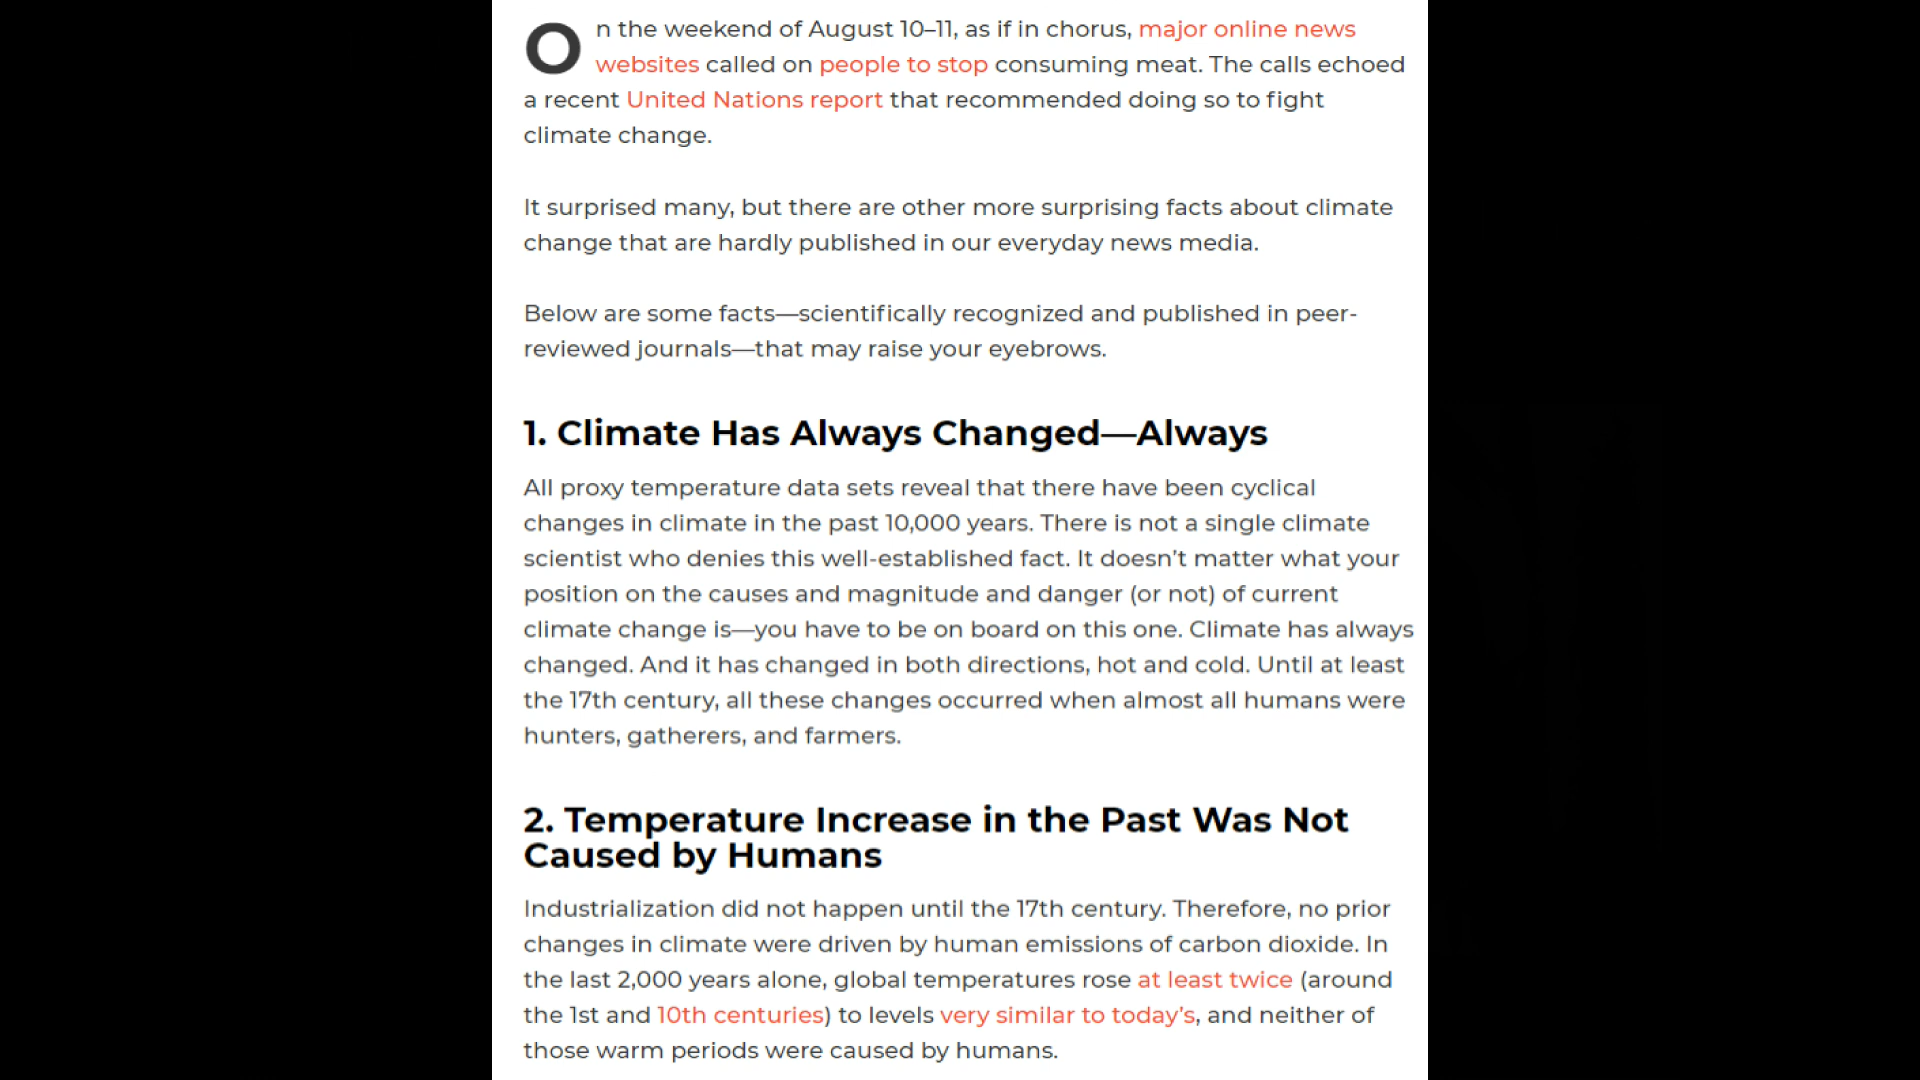 On the weekend of August 10–11, as if in chorus, major online news
websites called on people to stop consuming meat. The calls echoed
a recent United Nations report that recommended doing so to fight
climate change.
It surprised many, but there are other more surprising facts about climate
change that are hardly published in our everyday news media.
Below are some facts—scientifically recognized and published in peer-
reviewed journals—that may raise your eyebrows.
1. Climate Has Always Changed—Always
All proxy temperature data sets reveal that there have been cyclical
changes in climate in the past 10,000 years. There is not a single climate
scientist who denies this well-established fact. It doesn’t matter what your
position on the causes and magnitude and danger (or not) of current
climate change is—you have to be on board on this one. Climate has always
changed. And it has changed in both directions, hot and cold. Until at least
the 17th century, all these changes occurred when almost all humans were
hunters, gatherers, and farmers.
2. Temperature Increase in the Past Was Not
Caused by Humans
Industrialization did not happen until the 17th century. Therefore, no prior
changes in climate were driven by human emissions of carbon dioxide. In
the last 2,000 years alone, global temperatures rose at least twice (around
the 1st and 10th centuries) to levels very similar to today’s, and neither of
those warm periods were caused by humans.